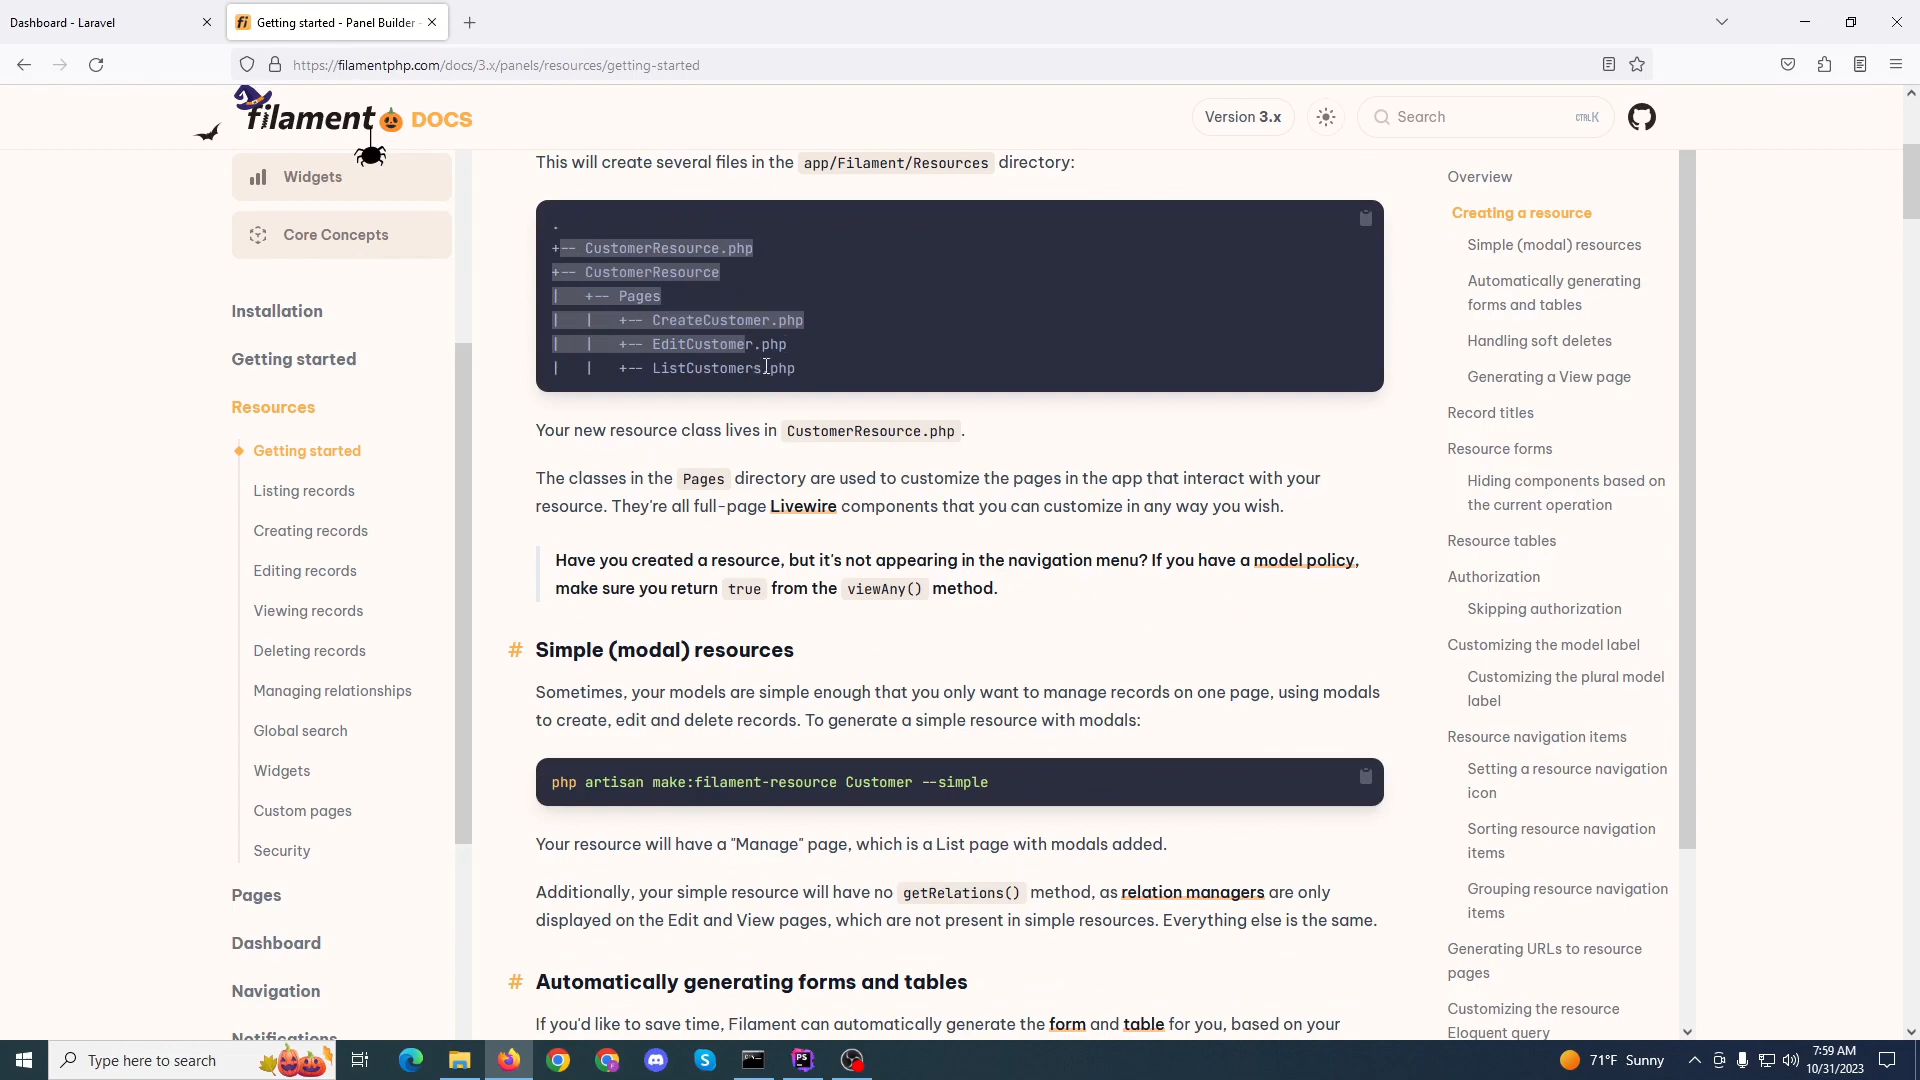 Dashboard - Laravel
Getting started - Panel Builder -
https://filamentphp.com/docs/3.x/panels/resources/getting-started
filament DOCS
Version 3.x
Search
CTRL K
Widgets
Core Concepts
Installation
Getting started
Resources
Getting started
Listing records
Creating records
Editing records
Viewing records
Deleting records
Managing relationships
Global search
Widgets
Custom pages
Security
Pages
Dashboard
Navigation
Notifications
This will create several files in the app/Filament/Resources directory:
.
+-- CustomerResource.php
+-- CustomerResource
|   +-- Pages
|   |   +-- CreateCustomer.php
|   |   +-- EditCustomer.php
|   |   +-- ListCustomers.php
Your new resource class lives in CustomerResource.php .
The classes in the Pages directory are used to customize the pages in the app that interact with your
resource. They're all full-page Livewire components that you can customize in any way you wish.
Have you created a resource, but it's not appearing in the navigation menu? If you have a model policy,
make sure you return true from the viewAny() method.
# Simple (modal) resources
Sometimes, your models are simple enough that you only want to manage records on one page, using modals
to create, edit and delete records. To generate a simple resource with modals:
php artisan make:filament-resource Customer --simple
Your resource will have a "Manage" page, which is a List page with modals added.
Additionally, your simple resource will have no getRelations() method, as relation managers are only
displayed on the Edit and View pages, which are not present in simple resources. Everything else is the same.
# Automatically generating forms and tables
If you'd like to save time, Filament can automatically generate the form and table for you, based on your
Overview
Creating a resource
Simple (modal) resources
Automatically generating
forms and tables
Handling soft deletes
Generating a View page
Record titles
Resource forms
Hiding components based on
the current operation
Resource tables
Authorization
Skipping authorization
Customizing the model label
Customizing the plural model
label
Resource navigation items
Setting a resource navigation
icon
Sorting resource navigation
items
Grouping resource navigation
items
Generating URLs to resource
pages
Customizing the resource
Eloquent query
Type here to search
71°F Sunny
7:59 AM
10/31/2023